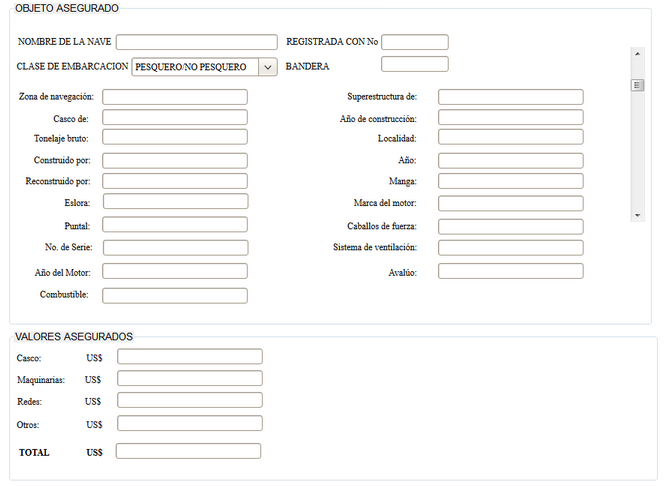 OBJETO ASEGURADO
NOMBRE DE LA NAVE REGISTRADA CON No
CLASE DE EMBARCACION PESQUERO/NO PESQUERO BANDERA
Zona de navegación: Superestructura de:
Casco de: Año de construcción:
Tonelaje bruto: Localidad:
Construido por: Año:
Reconstruido por: Manga:
Eslora: Marca del motor:
Puntal: Caballos de fuerza:
No. de Serie: Sistema de ventilación:
Año del Motor: Avalúo:
Combustible:
VALORES ASEGURADOS
Casco: US$
Maquinarias: US$
Redes: US$
Otros: US$
TOTAL US$